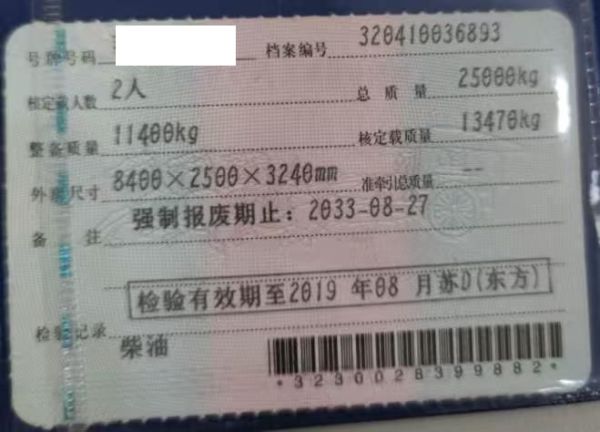 号牌号码 档案编号 320410036893
核定载人数 2人 总质量 25000kg
整备质量 11400kg 核定载质量 13470kg
外廓尺寸 8400×2500×3240mm 准牵引总质量 --
备注 强制报废期止：2033-08-27
检验有效期至2019 年08 月苏D(东方)
检验记录
柴油
*3230028399882*